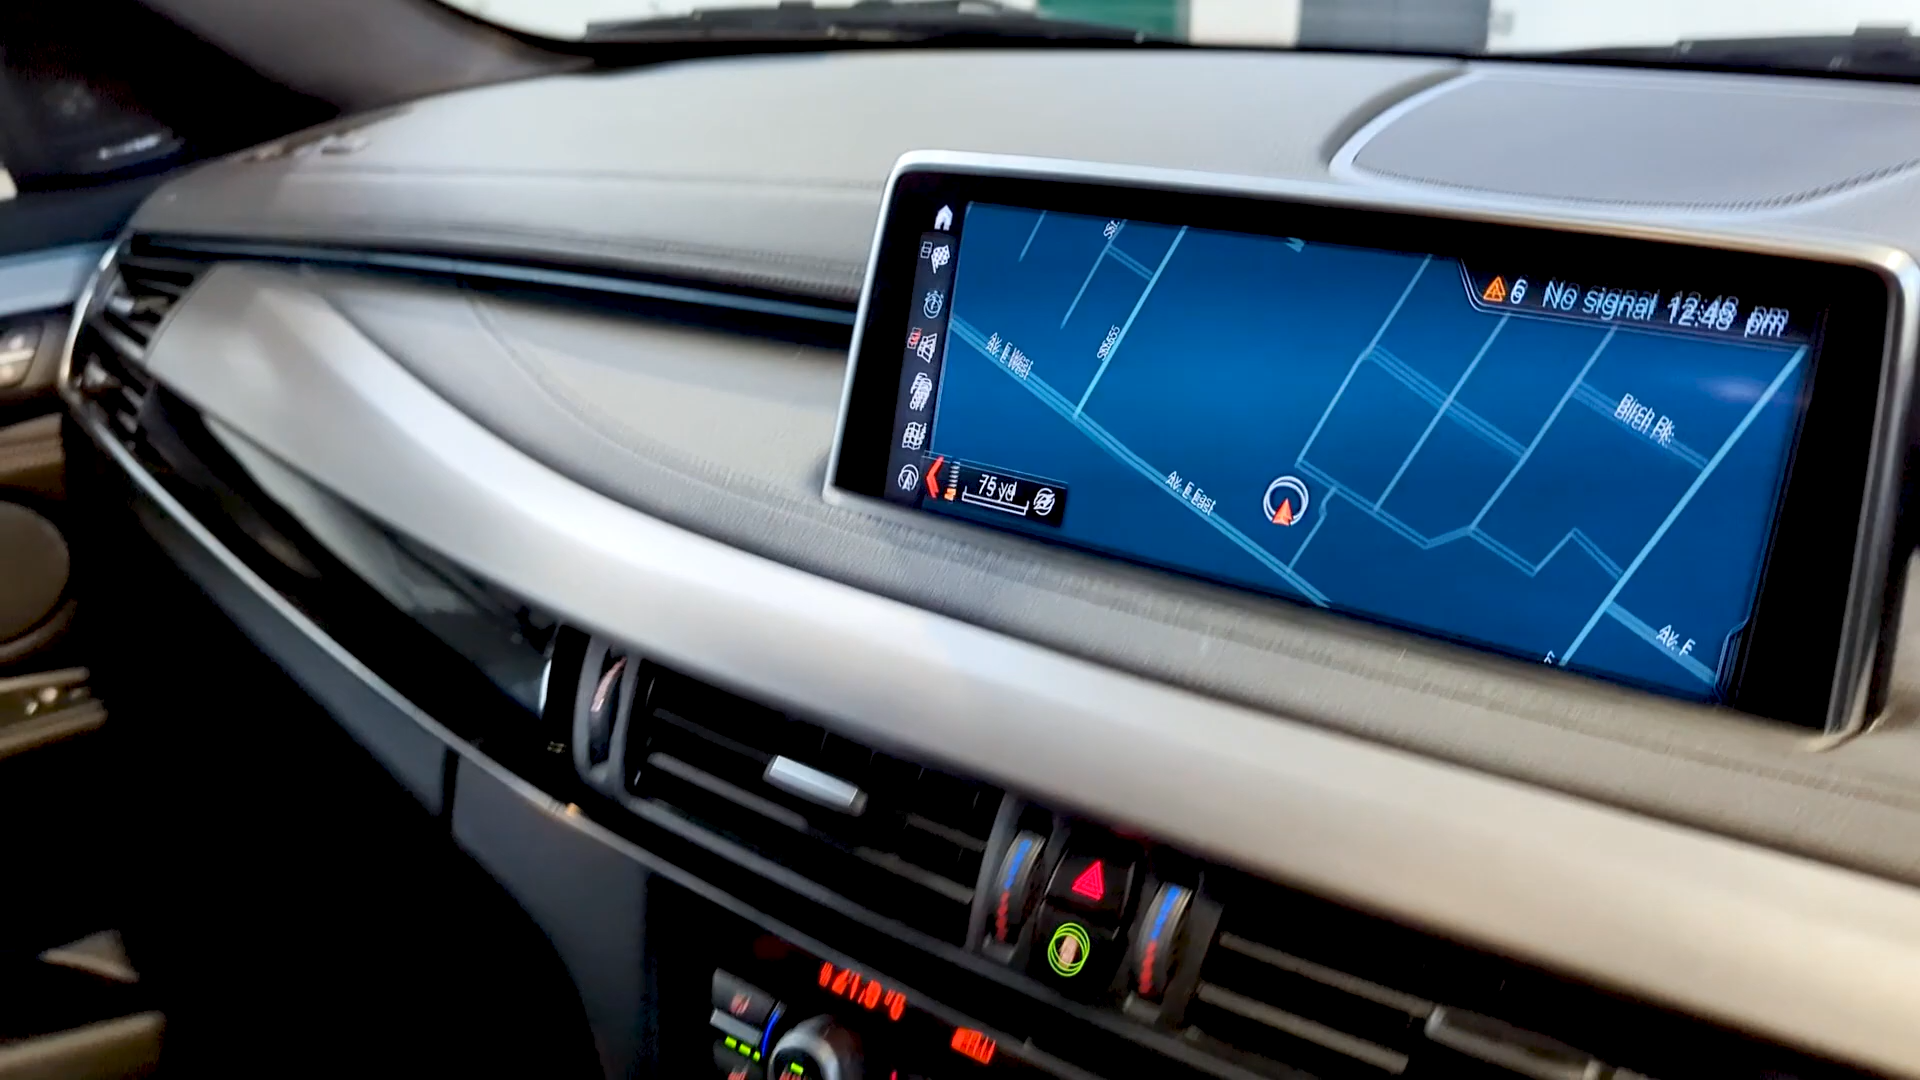 6 No signal 12:48 pm
Av. E West
Birch Pk.
75 yd
Av. E East
Av. F